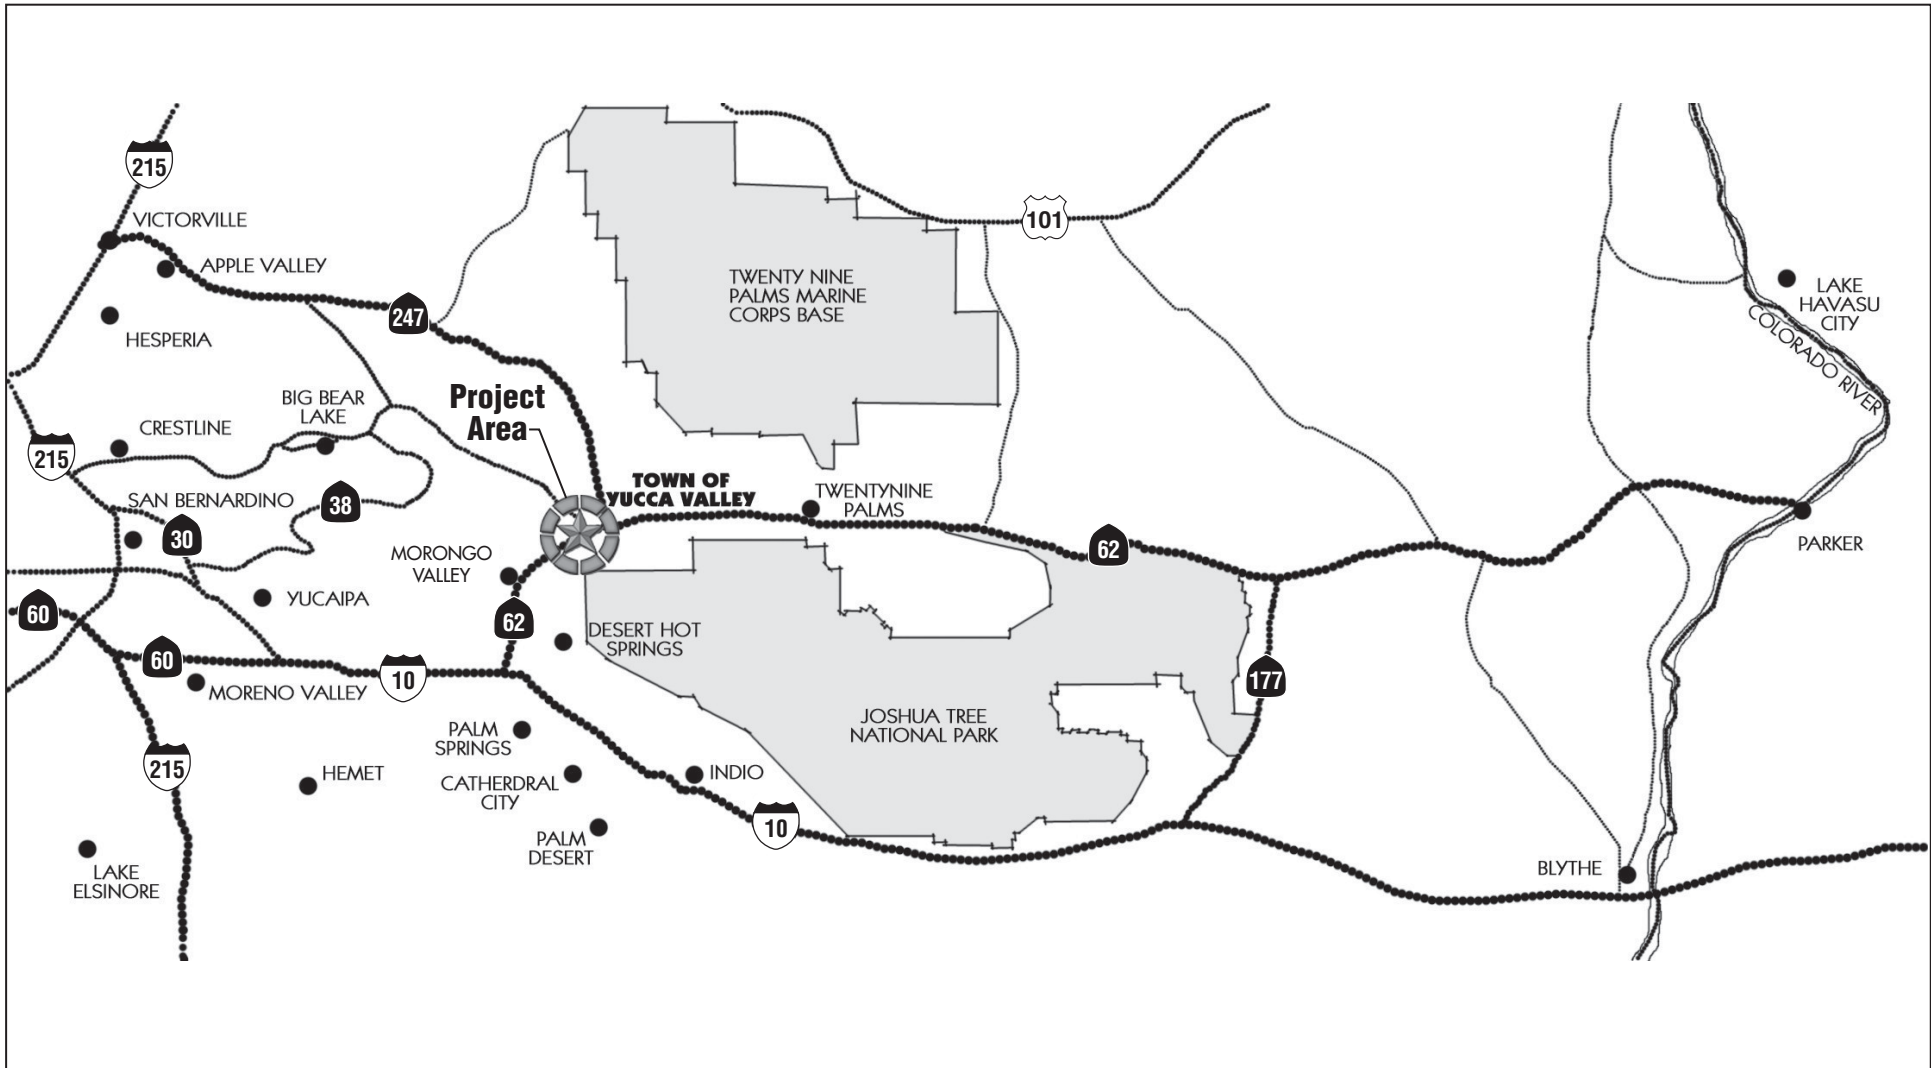 215
VICTORVILLE
101
APPLE VALLEY
TWENTY NINE
PALMS MARINE
CORPS BASE
LAKE
HAVASU
CITY
247
HESPERIA
COLORADO RIVER
Project
Area
BIG BEAR
LAKE
CRESTLINE
215
TOWN OF
YUCCA VALLEY
TWENTYNINE
PALMS
SAN BERNARDINO
38
30
62
PARKER
MORONGO
VALLEY
YUCAIPA
60
62
DESERT HOT
SPRINGS
60
10
177
MORENO VALLEY
JOSHUA TREE
NATIONAL PARK
PALM
SPRINGS
215
HEMET
INDIO
CATHERDRAL
CITY
10
PALM
DESERT
BLYTHE
LAKE
ELSINORE